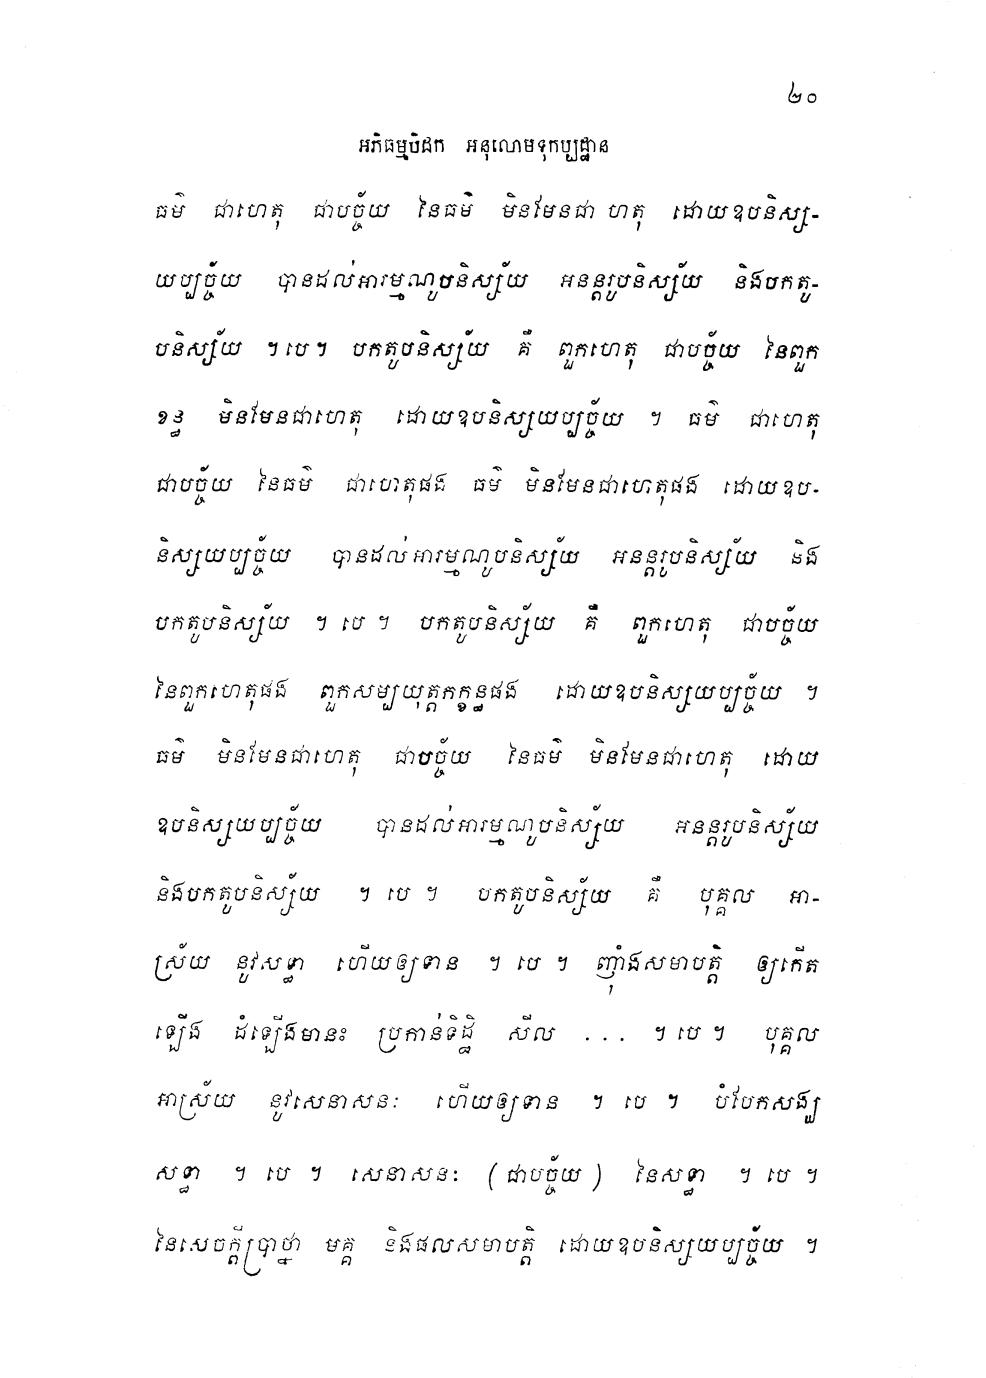 ២០
អភិធម្មបិដក អនុលោមទុកប្បដ្ឋាន
ធម៌ ជាហេតុ ជាបច្ច័យ នៃធម៌ មិនមែនជា ហតុ ដោយឧបនិស្ស-
យប្បច្ច័យ បានដល់អារម្មណូបនិស្ស័យ អនន្តរូបនិស្ស័យ និងបកតូ-
បនិស្ស័យ ។ បេ ។ បកតូបនិស្ស័យ គឺ ពួកហេតុ ជាបច្ច័យ នៃពួក
ខន្ធ មិនមែនជាហេតុ ដោយឧបនិស្សយប្បច្ច័យ ។ ធម៌ ជាហេតុ
ជាបច្ច័យ នៃធម៌ ជាហេតុផង ធម៌ មិនមែនជាហេតុផង ដោយឧប-
និស្សយប្បច្ច័យ បានដល់អារម្មណូបនិស្ស័យ អនន្តរូបនិស្ស័យ និង
បកតូបនិស្ស័យ ។ បេ ។ បកតូបនិស្ស័យ គឺ ពួកហេតុ ជាបច្ច័យ
នៃពួកហេតុផង ពួកសម្បយុត្តកក្ខន្ធផង ដោយឧបនិស្សយប្បច្ច័យ ។
ធម៌ មិនមែនជាហេតុ ជាបច្ច័យ នៃធម៌ មិនមែនជាហេតុ ដោយ
ឧបនិស្សយប្បច្ច័យ បានដល់អារម្មណូបនិស្ស័យ អនន្តរូបនិស្ស័យ
និងបកតូបនិស្ស័យ ។ បេ ។ បកតូបនិស្ស័យ គឺ បុគ្គល អា-
ស្រ័យ នូវសទ្ធា ហើយឲ្យទាន ។ បេ ។ ញ៉ាំងសមាបត្តិ ឲ្យកើត
ឡើង ដំឡើងមានះ ប្រកាន់ទិដ្ឋិ សីល ... ។ បេ ។ បុគ្គល
អាស្រ័យ នូវសេនាសនៈ ហើយឲ្យទាន ។ បេ ។ បំបែកសង្ឃ
សទ្ធា ។ បេ ។ សេនាសនៈ (ជាបច្ច័យ) នៃសទ្ធា ។ បេ ។
នៃសេចក្តីប្រាថ្នា មគ្គ និងផលសមាបត្តិ ដោយឧបនិស្សយប្បច្ច័យ ។